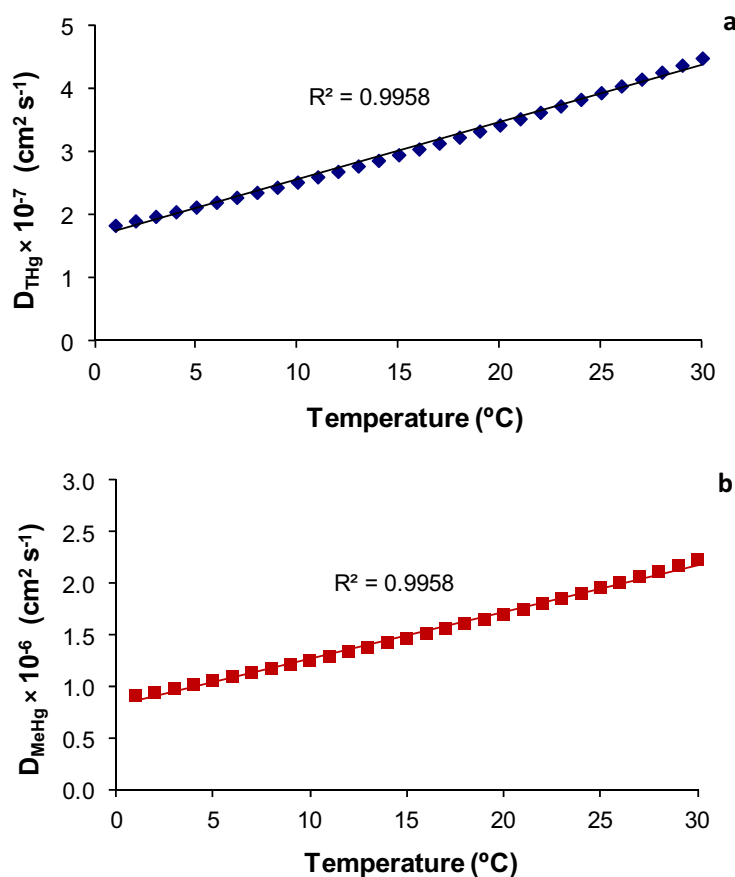 a
5
4
3
2
1
0
D_THg × 10⁻⁷ (cm² s⁻¹)
R² = 0.9958
0 5 10 15 20 25 30
Temperature (ºC)
b
3.0
2.5
2.0
1.5
1.0
0.5
0.0
D_MeHg × 10⁻⁶ (cm² s⁻¹)
R² = 0.9958
0 5 10 15 20 25 30
Temperature (ºC)